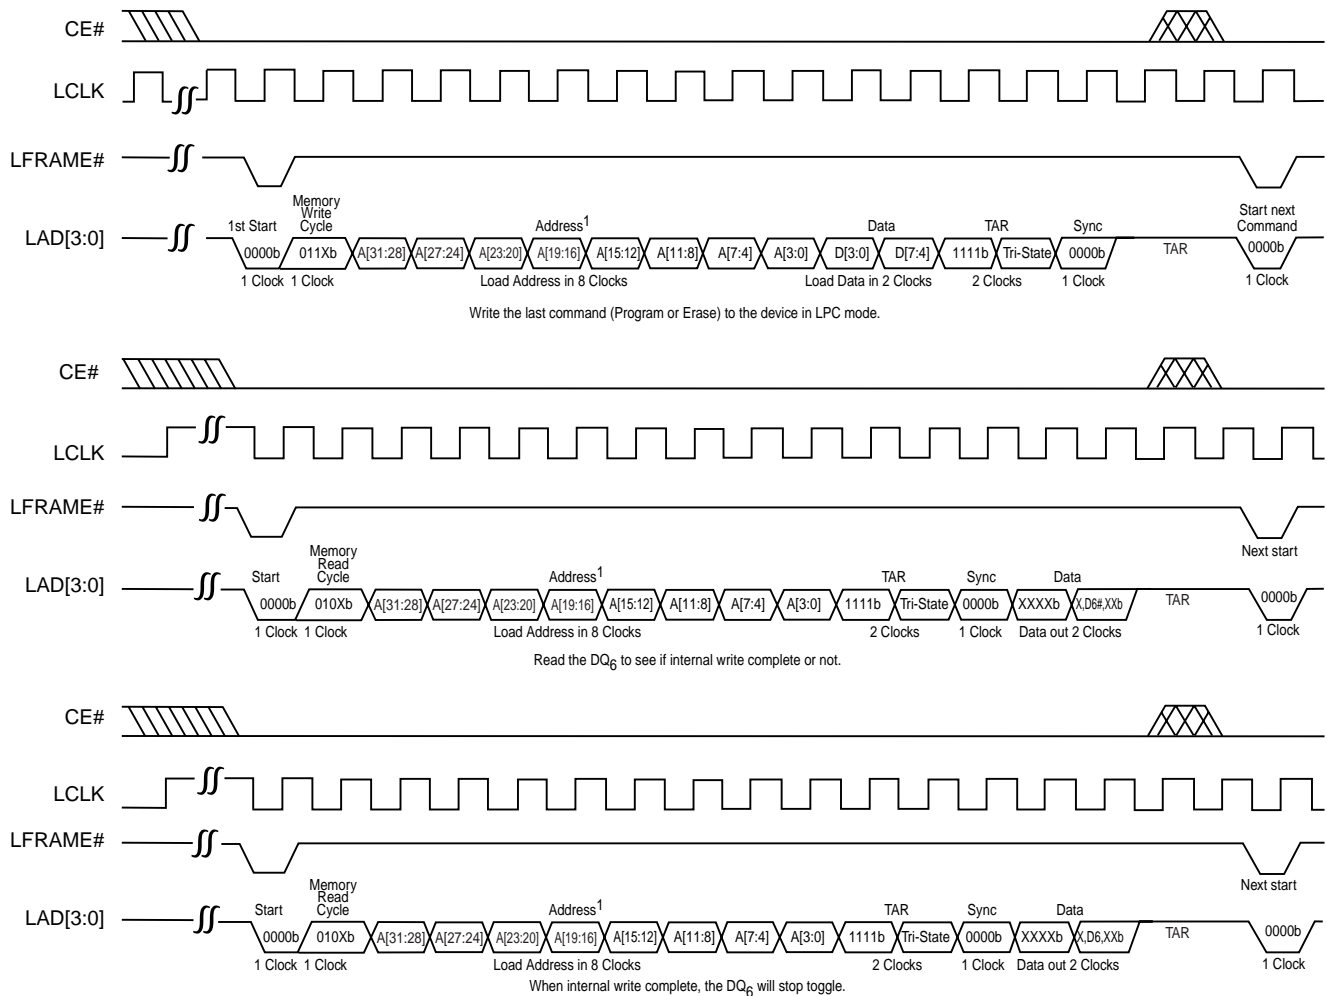 CE#
LCLK
LFRAME#
Memory
Write
Cycle
1st Start Address1 Data TAR Sync Start next
Command
LAD[3:0] 0000b 011Xb A[31:28] A[27:24] A[23:20] A[19:16] A[15:12] A[11:8] A[7:4] A[3:0] D[3:0] D[7:4] 1111b Tri-State 0000b TAR 0000b
1 Clock 1 Clock Load Address in 8 Clocks Load Data in 2 Clocks 2 Clocks 1 Clock 1 Clock
Write the last command (Program or Erase) to the device in LPC mode.
CE#
LCLK
LFRAME#
Next start
Memory
Read
Cycle
Start Address1 TAR Sync Data
LAD[3:0] 0000b 010Xb A[31:28] A[27:24] A[23:20] A[19:16] A[15:12] A[11:8] A[7:4] A[3:0] 1111b Tri-State 0000b XXXXb X,D6#,XXb TAR 0000b
1 Clock 1 Clock Load Address in 8 Clocks 2 Clocks 1 Clock Data out 2 Clocks 1 Clock
Read the DQ6 to see if internal write complete or not.
CE#
LCLK
LFRAME#
Next start
Memory
Read
Cycle
Start Address1 TAR Sync Data
LAD[3:0] 0000b 010Xb A[31:28] A[27:24] A[23:20] A[19:16] A[15:12] A[11:8] A[7:4] A[3:0] 1111b Tri-State 0000b XXXXb X,D6,XXb TAR 0000b
1 Clock 1 Clock Load Address in 8 Clocks 2 Clocks 1 Clock Data out 2 Clocks 1 Clock
When internal write complete, the DQ6 will stop toggle.